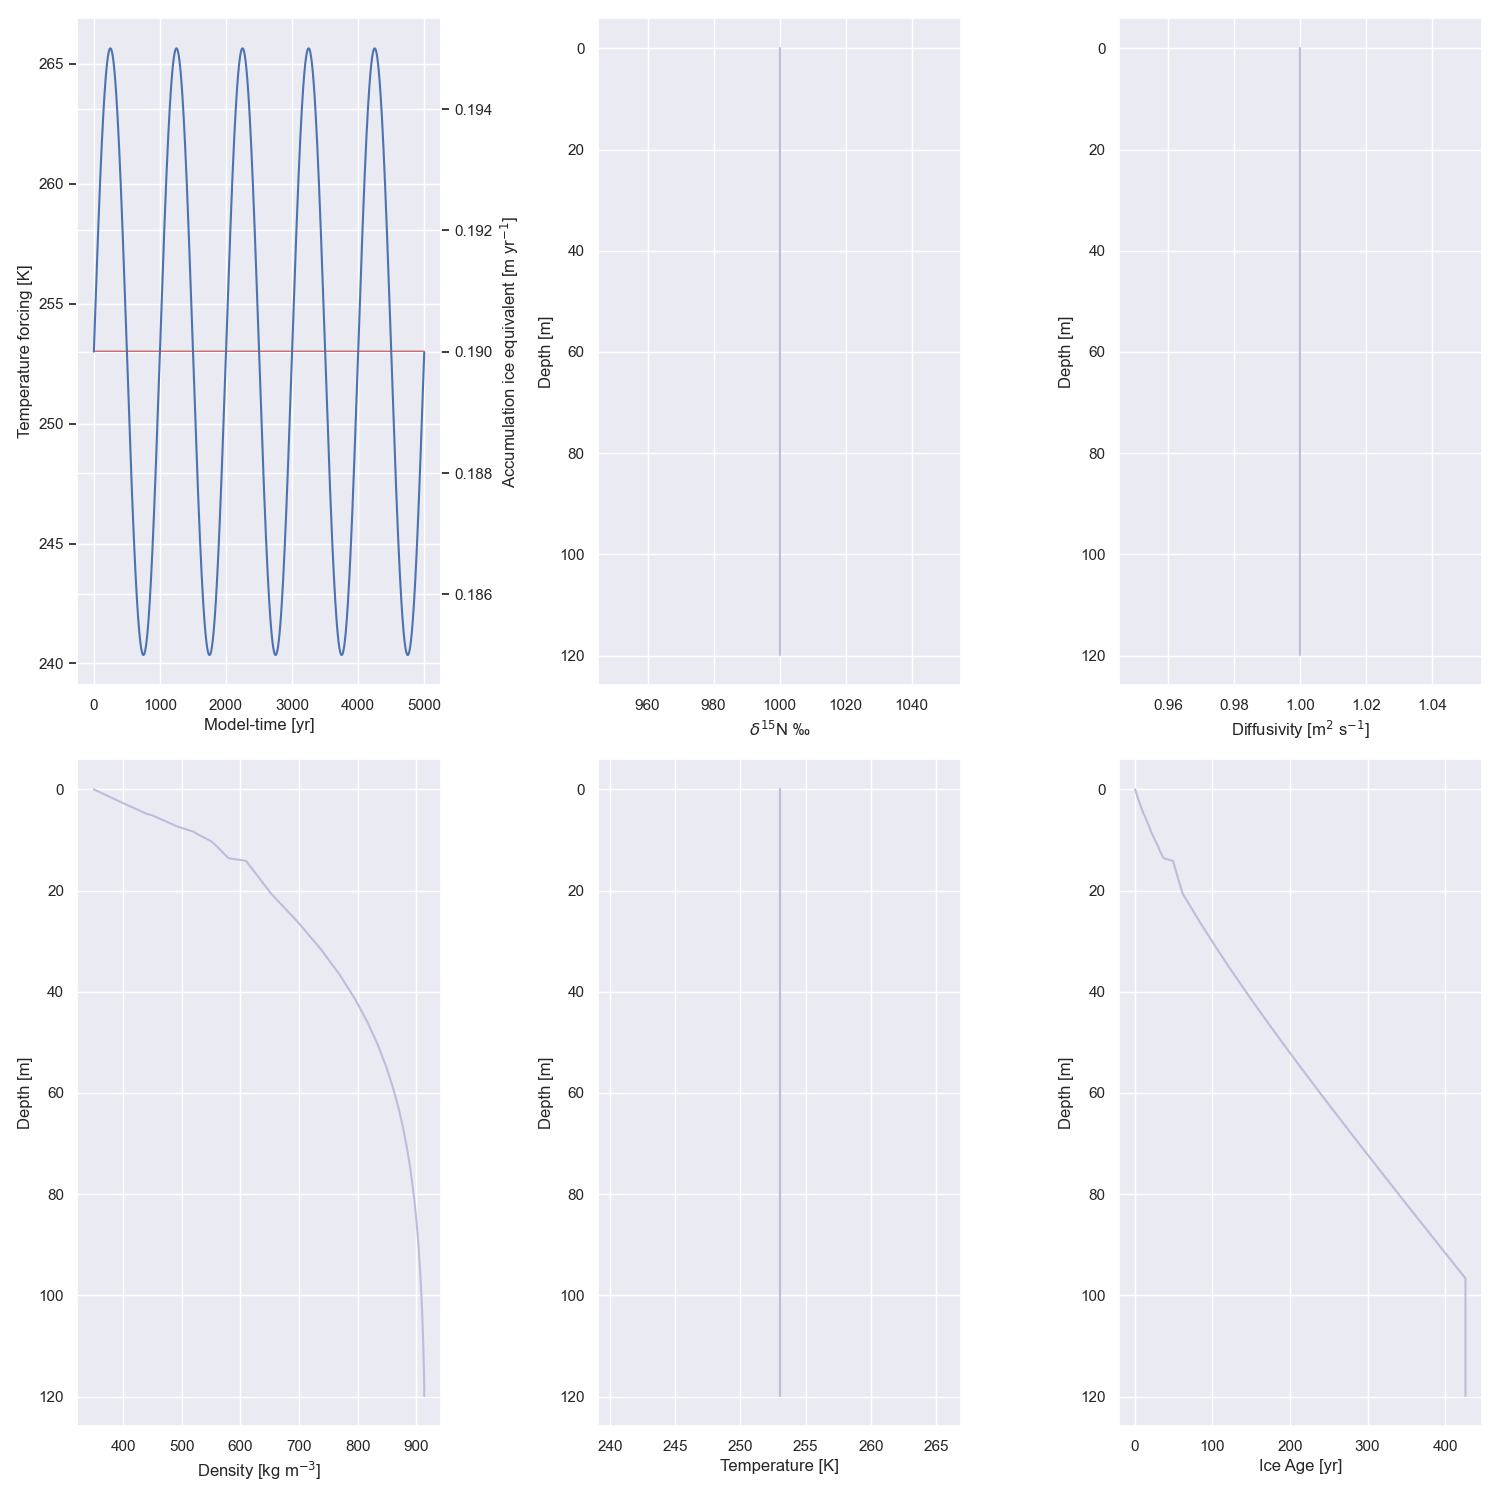 265
260
255
250
245
240
Temperature forcing [K]
0.194
0.192
0.190
0.188
0.186
Accumulation ice equivalent [m yr⁻¹]
0 1000 2000 3000 4000 5000
Model-time [yr]
0
20
40
60
80
100
120
Depth [m]
960 980 1000 1020 1040
δ¹⁵N ‰
0
20
40
60
80
100
120
Depth [m]
0.96 0.98 1.00 1.02 1.04
Diffusivity [m² s⁻¹]
0
20
40
60
80
100
120
Depth [m]
400 500 600 700 800 900
Density [kg m⁻³]
0
20
40
60
80
100
120
Depth [m]
240 245 250 255 260 265
Temperature [K]
0
20
40
60
80
100
120
Depth [m]
0 100 200 300 400
Ice Age [yr]